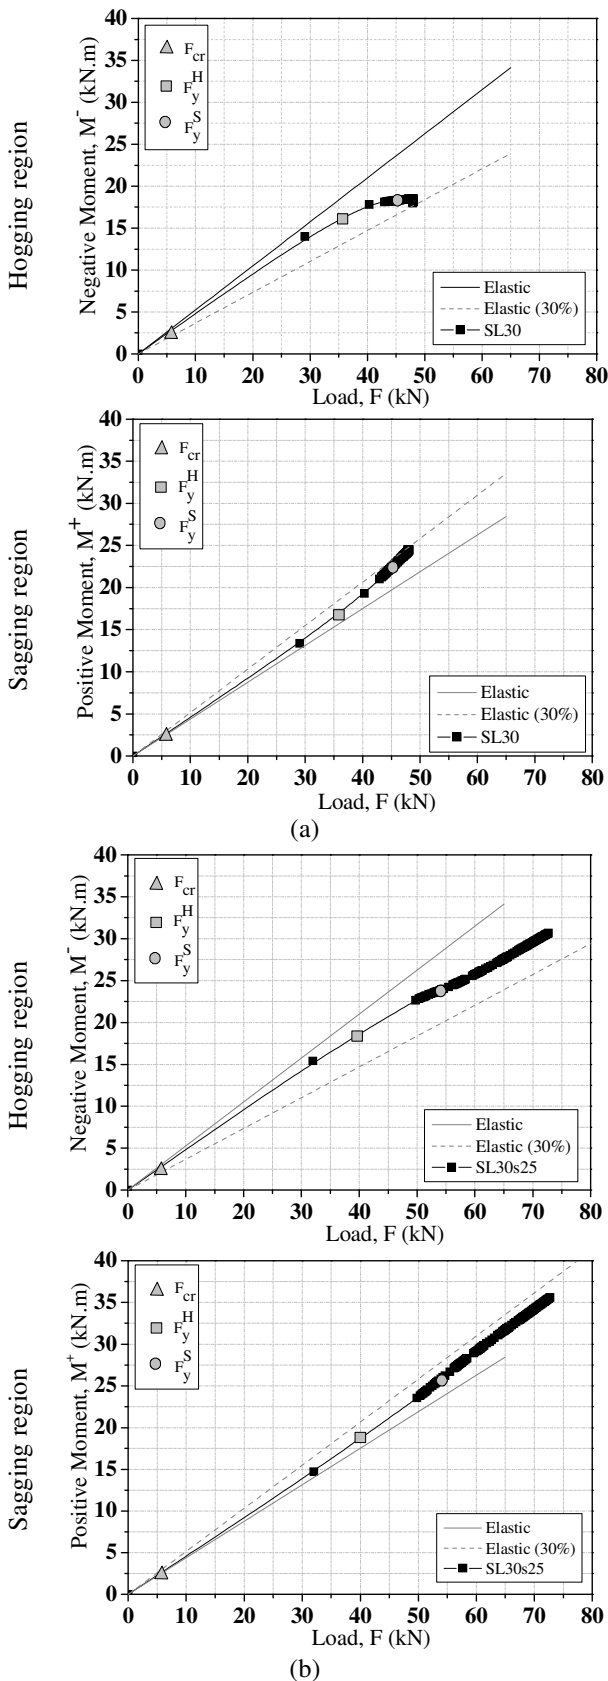 Hogging region
Negative Moment, M⁻ (kN.m)
40
35
30
25
20
15
10
5
0
F_cr
F_y^H
F_y^S
Elastic
Elastic (30%)
SL30
0 10 20 30 40 50 60 70 80
Load, F (kN)
Sagging region
Positive Moment, M⁺ (kN.m)
40
35
30
25
20
15
10
5
0
F_cr
F_y^H
F_y^S
Elastic
Elastic (30%)
SL30
0 10 20 30 40 50 60 70 80
Load, F (kN)
(a)
Hogging region
Negative Moment, M⁻ (kN.m)
40
35
30
25
20
15
10
5
0
F_cr
F_y^H
F_y^S
Elastic
Elastic (30%)
SL30s25
0 10 20 30 40 50 60 70 80
Load, F (kN)
Sagging region
Positive Moment, M⁺ (kN.m)
40
35
30
25
20
15
10
5
0
F_cr
F_y^H
F_y^S
Elastic
Elastic (30%)
SL30s25
0 10 20 30 40 50 60 70 80
Load, F (kN)
(b)